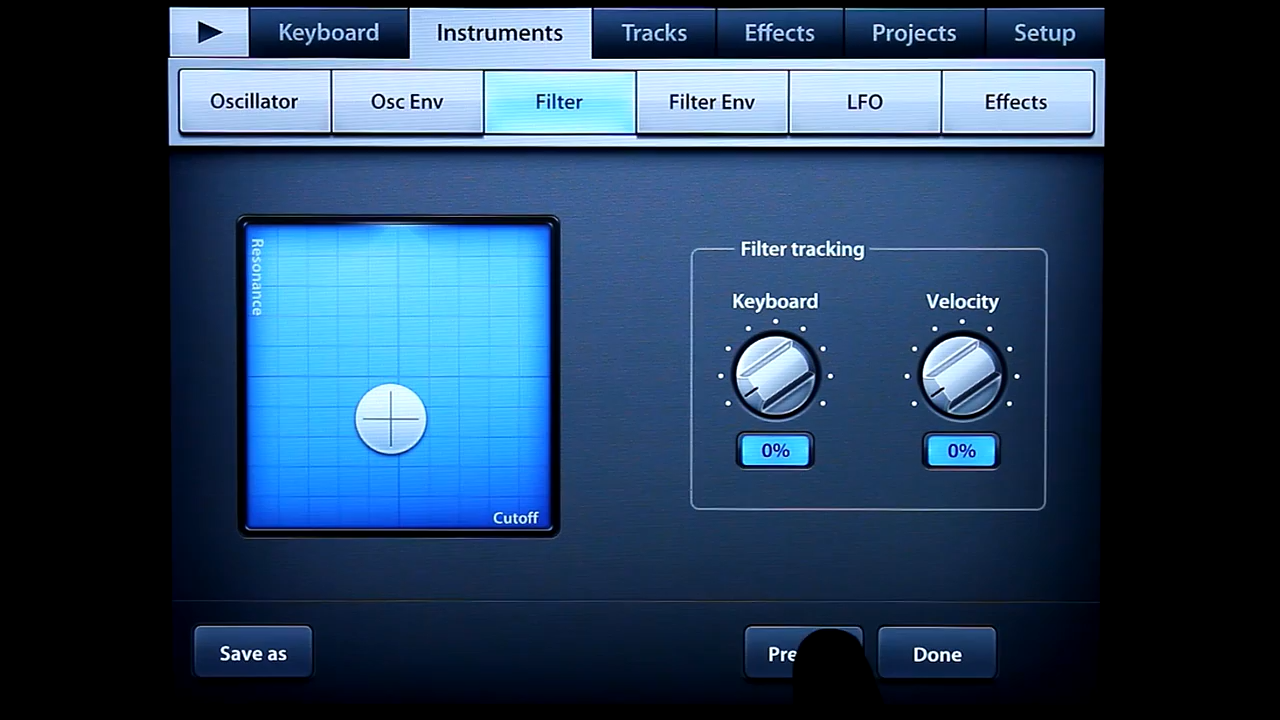 Keyboard
Instruments
Tracks
Effects
Projects
Setup
Oscillator
Osc Env
Filter
Filter Env
LFO
Effects
Resonance
Cutoff
Filter tracking
Keyboard
Velocity
0%
0%
Save as
Done